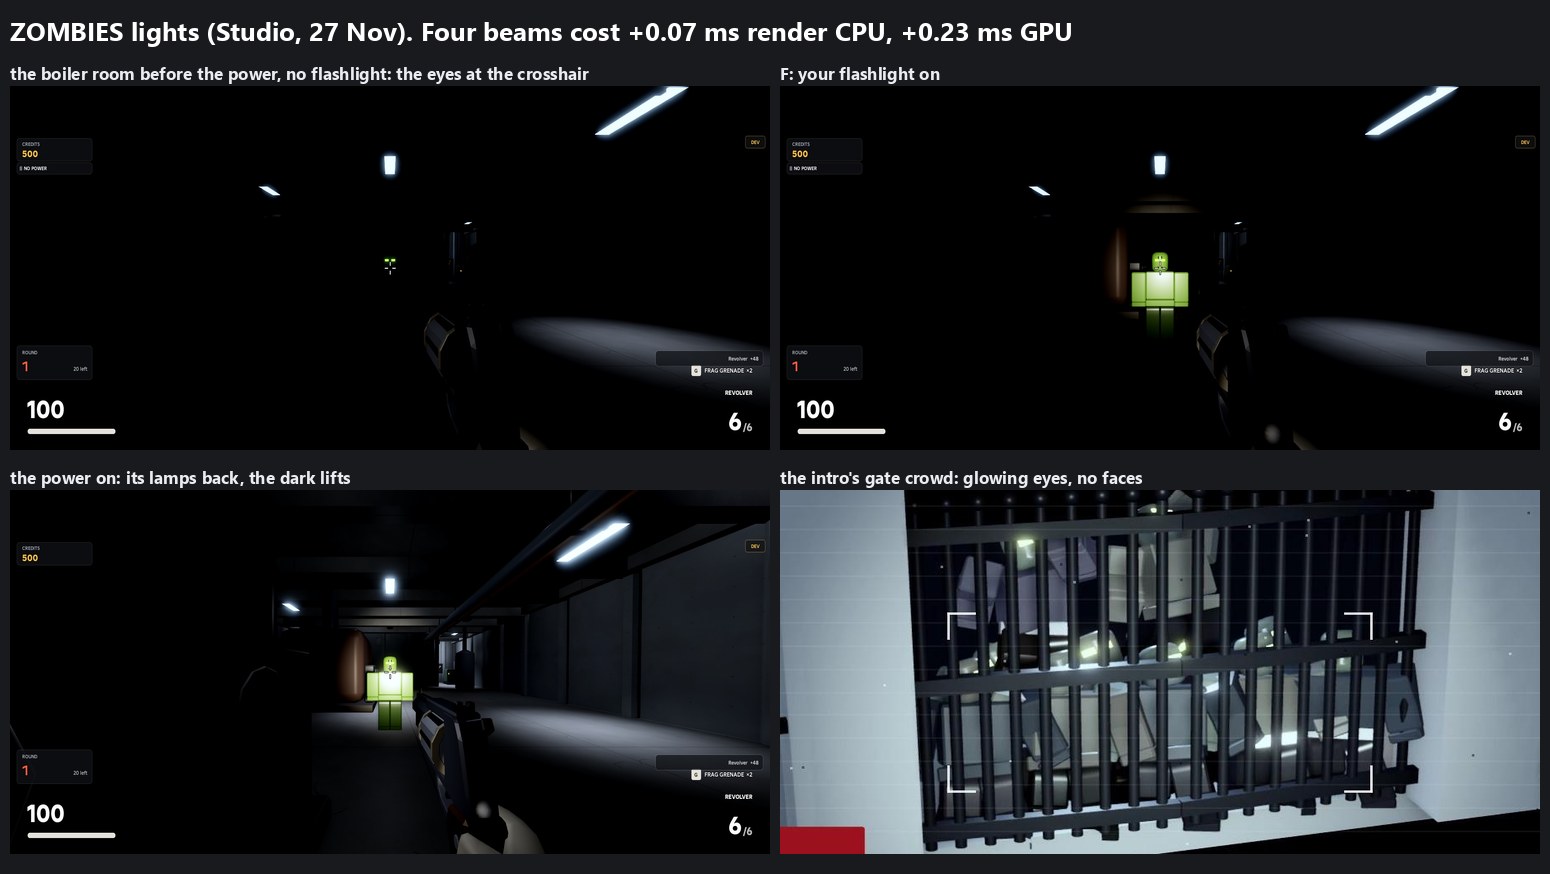 ZOMBIES lights (Studio, 27 Nov). Four beams cost +0.07 ms render CPU, +0.23 ms GPU
the boiler room before the power, no flashlight: the eyes at the crosshair
CREDITS
500
NO POWER
DEV
ROUND
1
20 left
100
Revolver +48
G FRAG GRENADE ×2
REVOLVER
6/6
F: your flashlight on
CREDITS
500
NO POWER
DEV
ROUND
1
20 left
100
Revolver +48
G FRAG GRENADE ×2
REVOLVER
6/6
the power on: its lamps back, the dark lifts
CREDITS
500
DEV
ROUND
1
20 left
100
Revolver +48
G FRAG GRENADE ×2
REVOLVER
6/6
the intro's gate crowd: glowing eyes, no faces